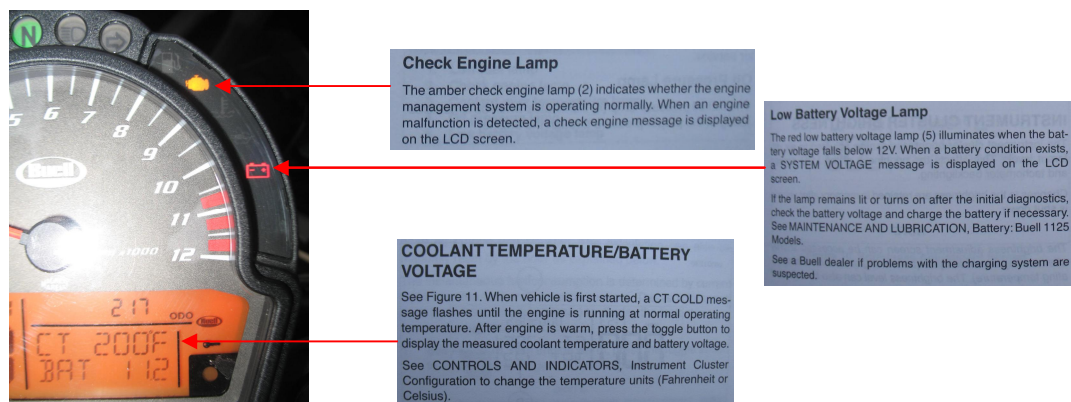 N
5
6
7
8
9
10
11
12
x1000
Buell
217
ODO
CT 200°F
BAT 11.2
Check Engine Lamp
The amber check engine lamp (2) indicates whether the engine
management system is operating normally. When an engine
malfunction is detected, a check engine message is displayed
on the LCD screen.
Low Battery Voltage Lamp
The red low battery voltage lamp (5) illuminates when the bat-
tery voltage falls below 12V. When a battery condition exists,
a SYSTEM VOLTAGE message is displayed on the LCD
screen.
If the lamp remains lit or turns on after the initial diagnostics,
check the battery voltage and charge the battery if necessary.
See MAINTENANCE AND LUBRICATION, Battery: Buell 1125
Models.
See a Buell dealer if problems with the charging system are
suspected.
COOLANT TEMPERATURE/BATTERY
VOLTAGE
See Figure 11. When vehicle is first started, a CT COLD mes-
sage flashes until the engine is running at normal operating
temperature. After engine is warm, press the toggle button to
display the measured coolant temperature and battery voltage.
See CONTROLS AND INDICATORS, Instrument Cluster
Configuration to change the temperature units (Fahrenheit or
Celsius).